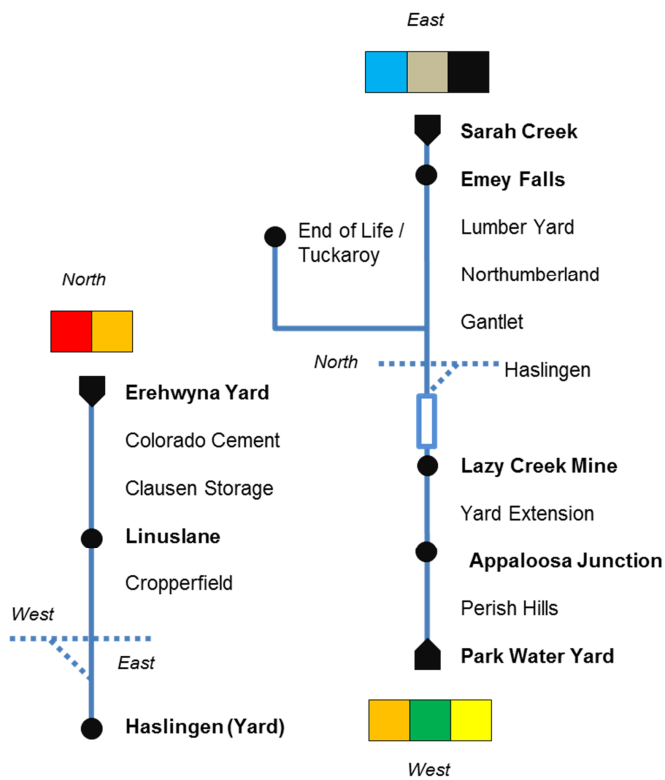 East
Sarah Creek
Emey Falls
End of Life /
Tuckaroy
Lumber Yard
Northumberland
Gantlet
North
Haslingen
Lazy Creek Mine
Yard Extension
Appaloosa Junction
Perish Hills
Park Water Yard
West
North
Erehwyna Yard
Colorado Cement
Clausen Storage
Linuslane
Cropperfield
West
East
Haslingen (Yard)